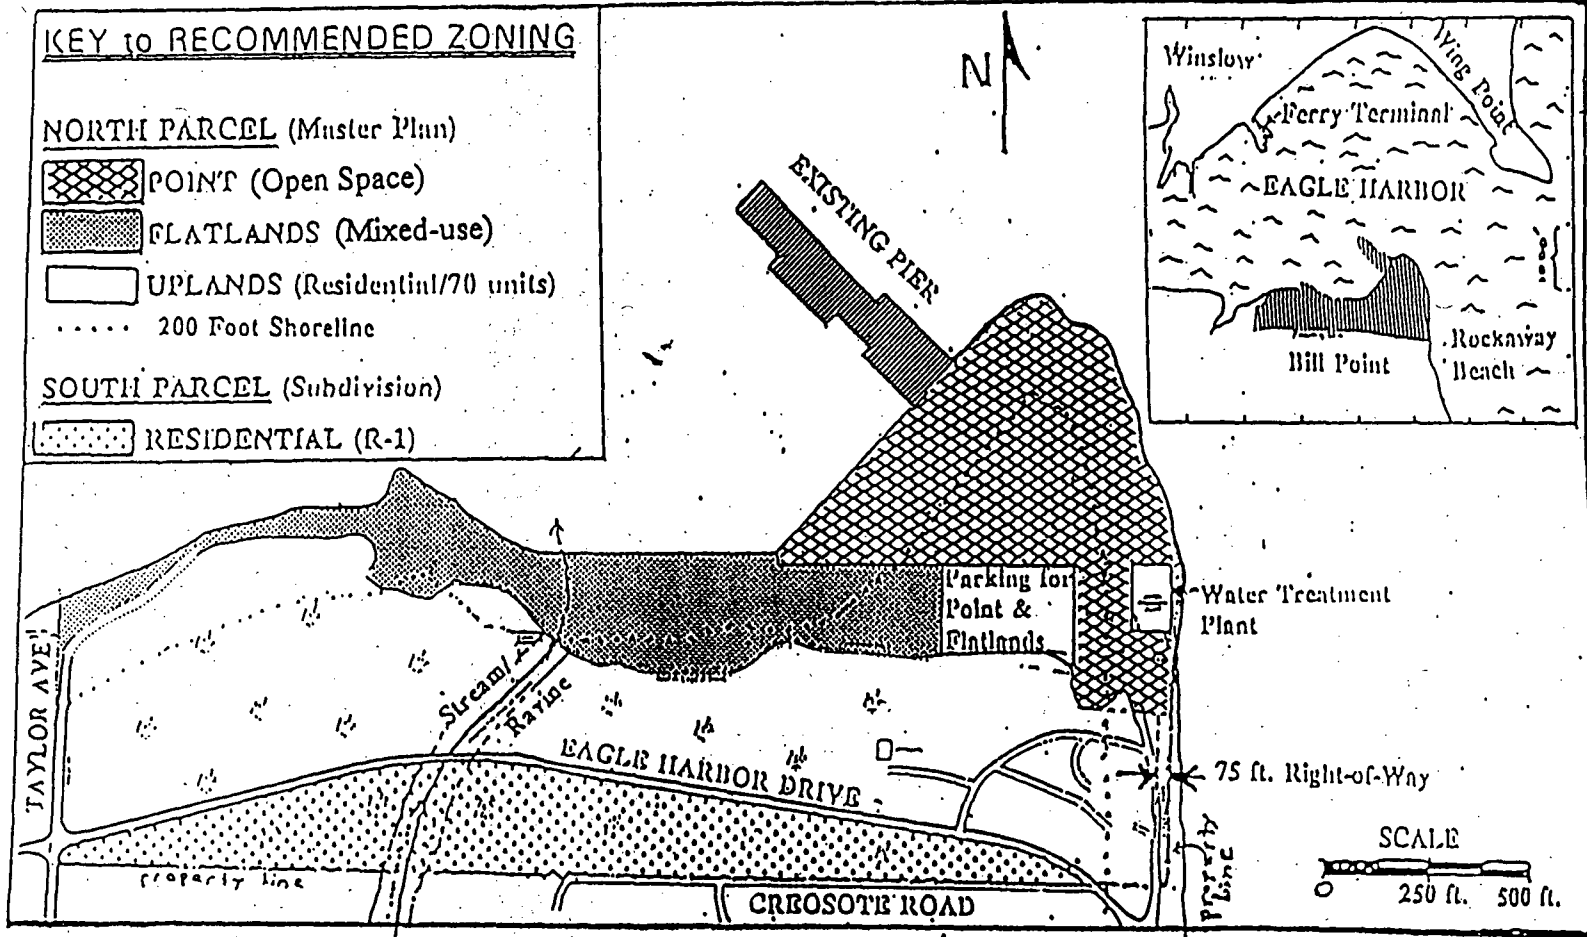 KEY to RECOMMENDED ZONING
NORTH PARCEL (Master Plan)
POINT (Open Space)
FLATLANDS (Mixed-use)
UPLANDS (Residential/70 units)
200 Foot Shoreline
SOUTH PARCEL (Subdivision)
RESIDENTIAL (R-1)
N
Winslow
Wing Point
Ferry Terminal
EAGLE HARBOR
Rockaway
Beach
Bill Point
EXISTING PIER
Parking for
Point &
Flatlands
Water Treatment
Plant
TAYLOR AVE
Stream/
Ravine
EAGLE HARBOR DRIVE
75 ft. Right-of-Way
property line
property
Line
CREOSOTE ROAD
SCALE
0 250 ft. 500 ft.